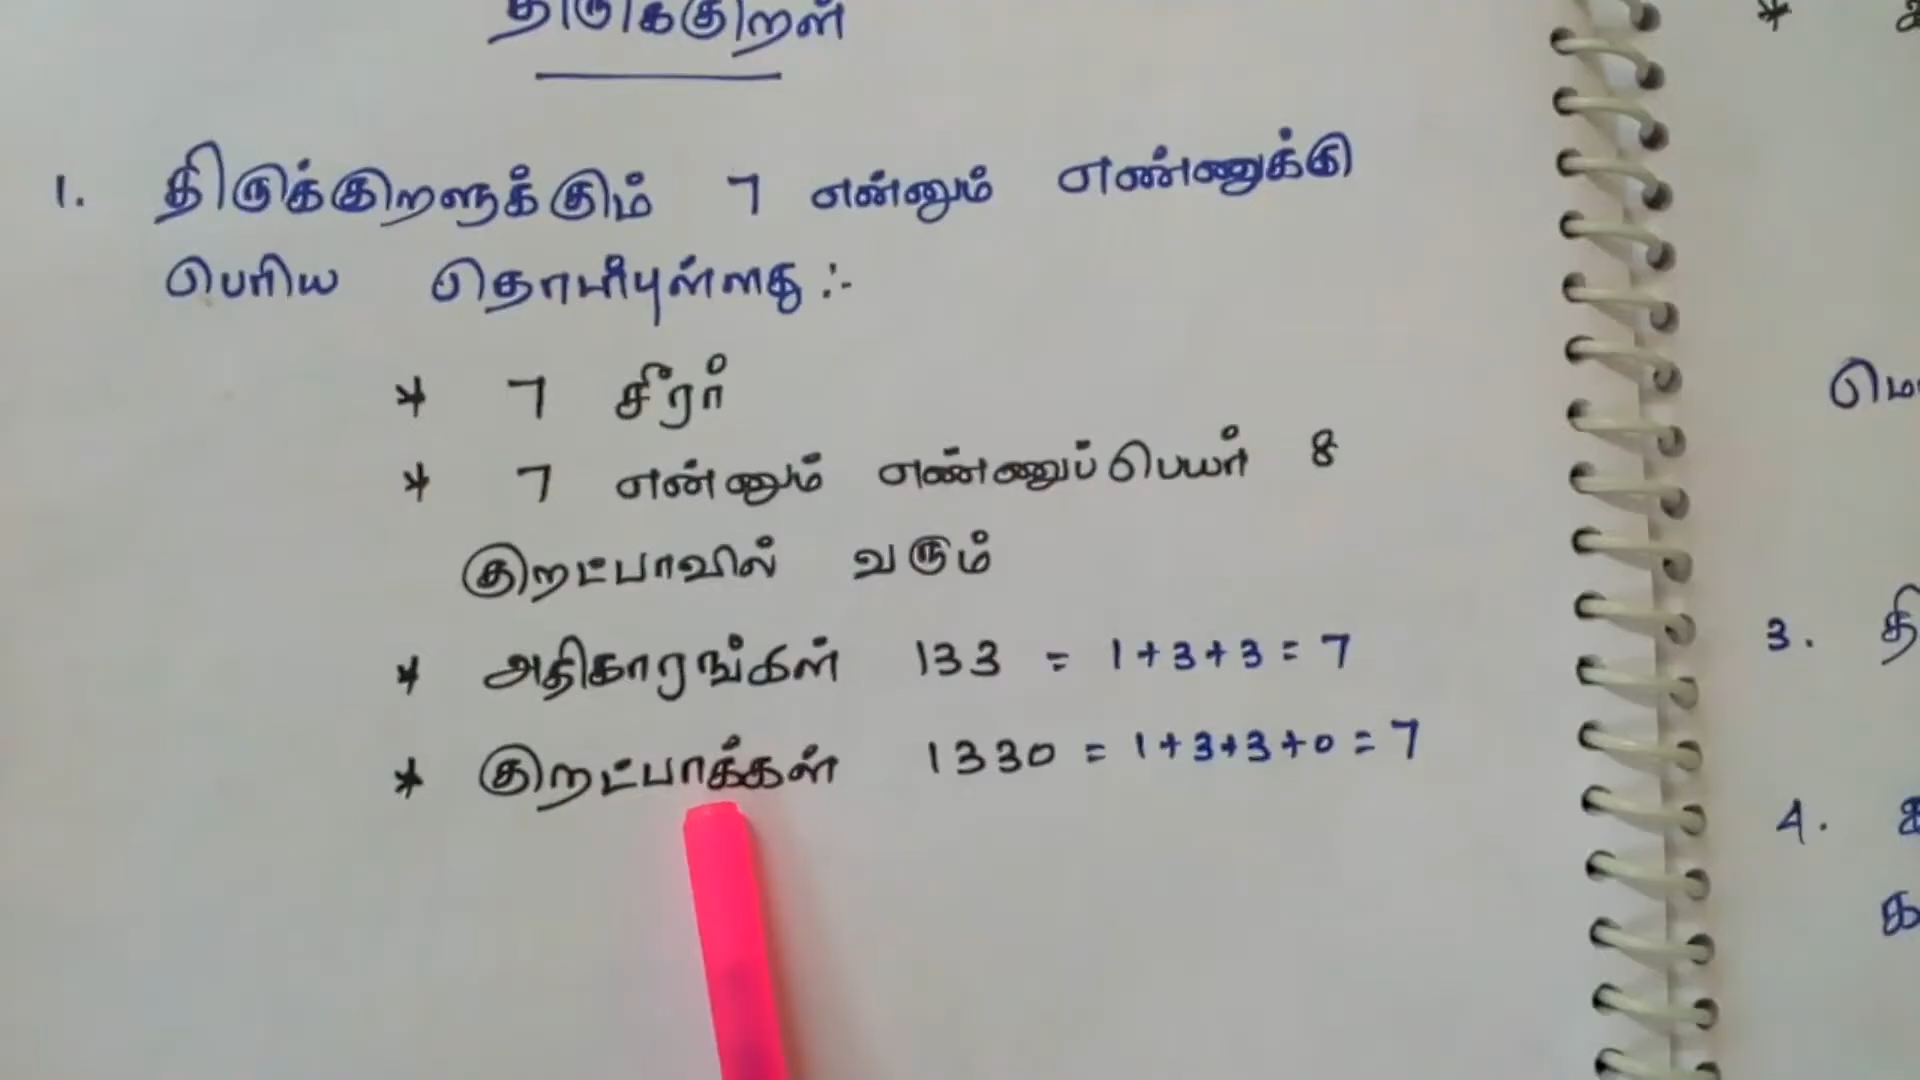 திருக்குறள்
1. திருக்குறளுக்கும் 7 என்னும் எண்ணுக்கு
பெரிய தொடர்புள்ளது :-
* 7 சீரர்
* 7 என்னும் எண்ணுப்பெயர் 8
குறட்பாவில் வரும்
* அதிகாரங்கள் 133 = 1+3+3 = 7
* குறட்பாக்கள் 1330 = 1+3+3+0 = 7
*
3.
4.